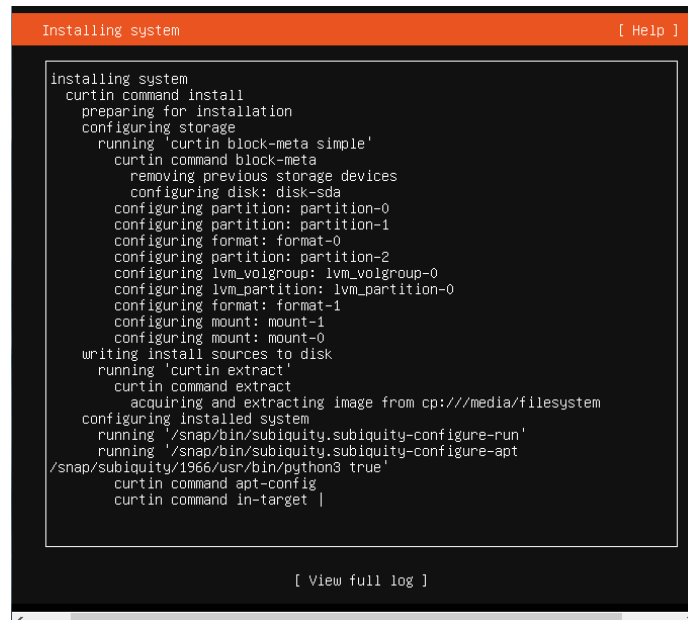 Installing system [ Help ]
installing system
curtin command install
preparing for installation
configuring storage
running 'curtin block-meta simple'
curtin command block-meta
removing previous storage devices
configuring disk: disk-sda
configuring partition: partition-0
configuring partition: partition-1
configuring format: format-0
configuring partition: partition-2
configuring lvm_volgroup: lvm_volgroup-0
configuring lvm_partition: lvm_partition-0
configuring format: format-1
configuring mount: mount-1
configuring mount: mount-0
writing install sources to disk
running 'curtin extract'
curtin command extract
acquiring and extracting image from cp:///media/filesystem
configuring installed system
running '/snap/bin/subiquity.subiquity-configure-run'
running '/snap/bin/subiquity.subiquity-configure-apt
/snap/subiquity/1966/usr/bin/python3 true'
curtin command apt-config
curtin command in-target |
[ View full log ]